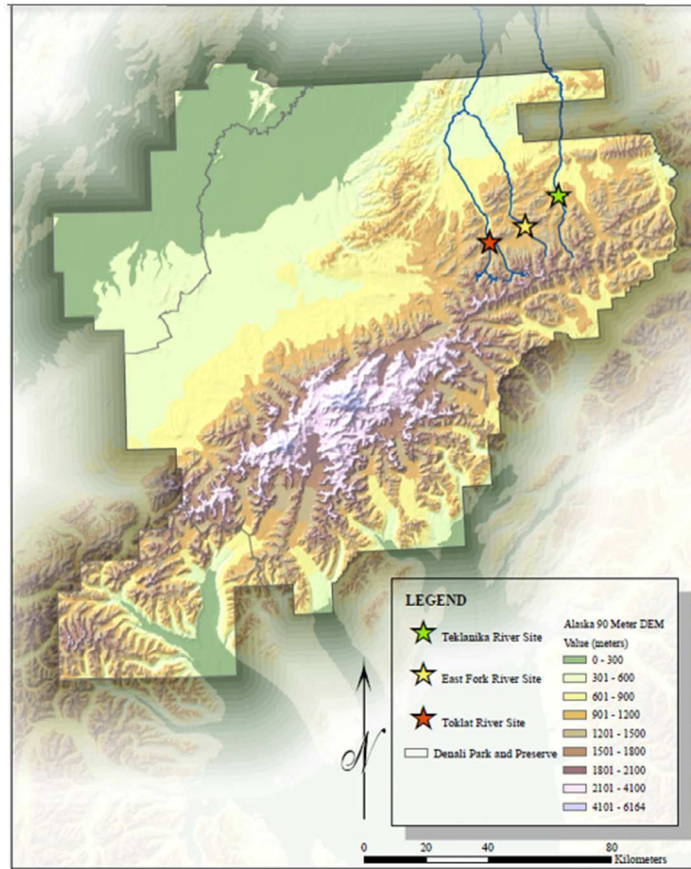 LEGEND
Teklanika River Site
East Fork River Site
Toklat River Site
Denali Park and Preserve
Alaska 90 Meter DEM
Value (meters)
0 - 300
301 - 600
601 - 900
901 - 1200
1201 - 1500
1501 - 1800
1801 - 2100
2101 - 4100
4101 - 6164
N
0 20 40 80
Kilometers